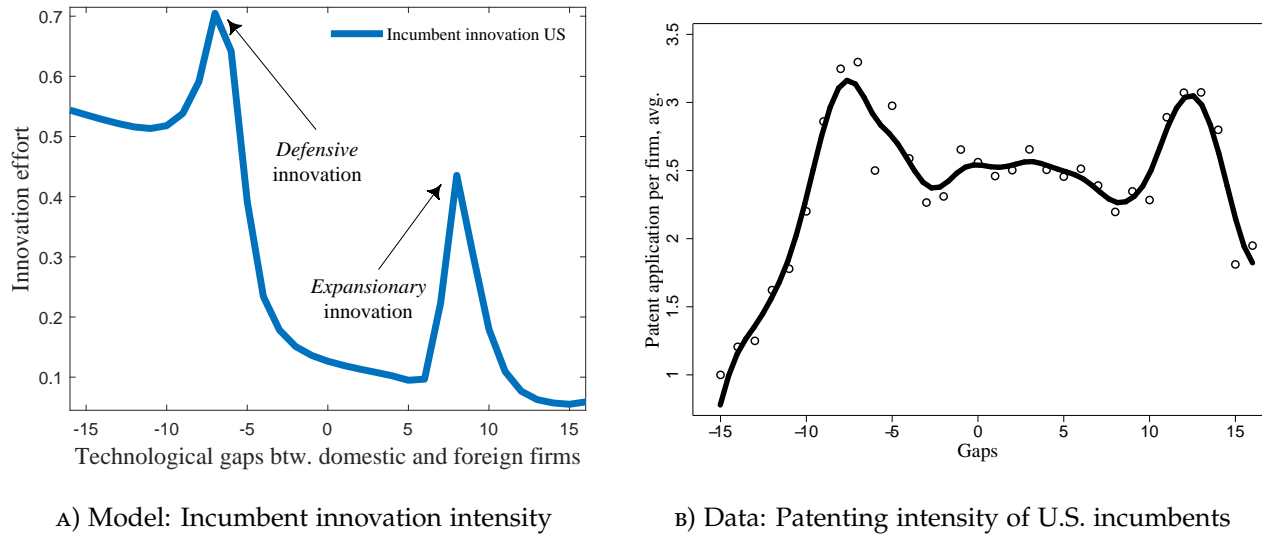 0.7
0.6
0.5
0.4
0.3
0.2
0.1
Innovation effort
Incumbent innovation US
Defensive
innovation
Expansionary
innovation
-15 -10 -5 0 5 10 15
Technological gaps btw. domestic and foreign firms
A) Model: Incumbent innovation intensity
3.5
3
2.5
2
1.5
1
Patent application per firm, avg.
−15 −10 −5 0 5 10 15
Gaps
B) Data: Patenting intensity of U.S. incumbents